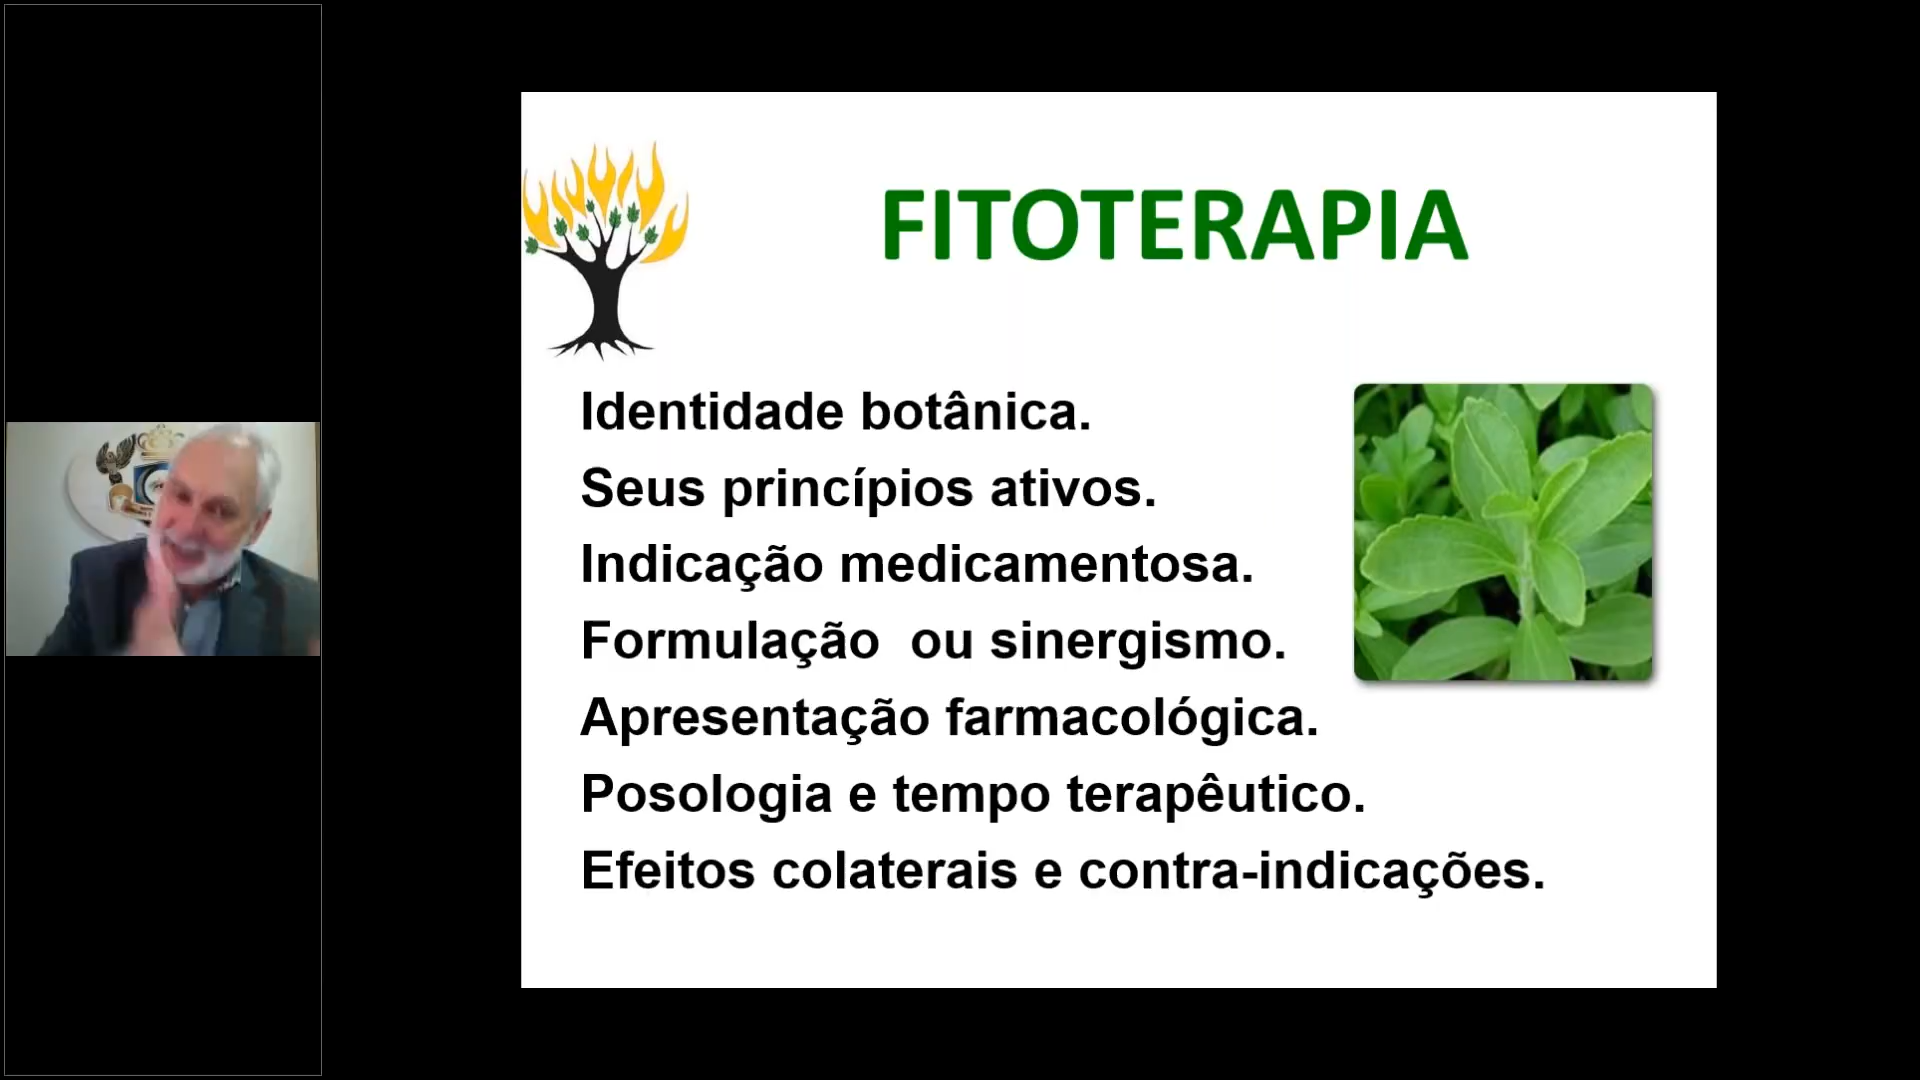 FITOTERAPIA
Identidade botânica.
Seus princípios ativos.
Indicação medicamentosa.
Formulação  ou sinergismo.
Apresentação farmacológica.
Posologia e tempo terapêutico.
Efeitos colaterais e contra-indicações.